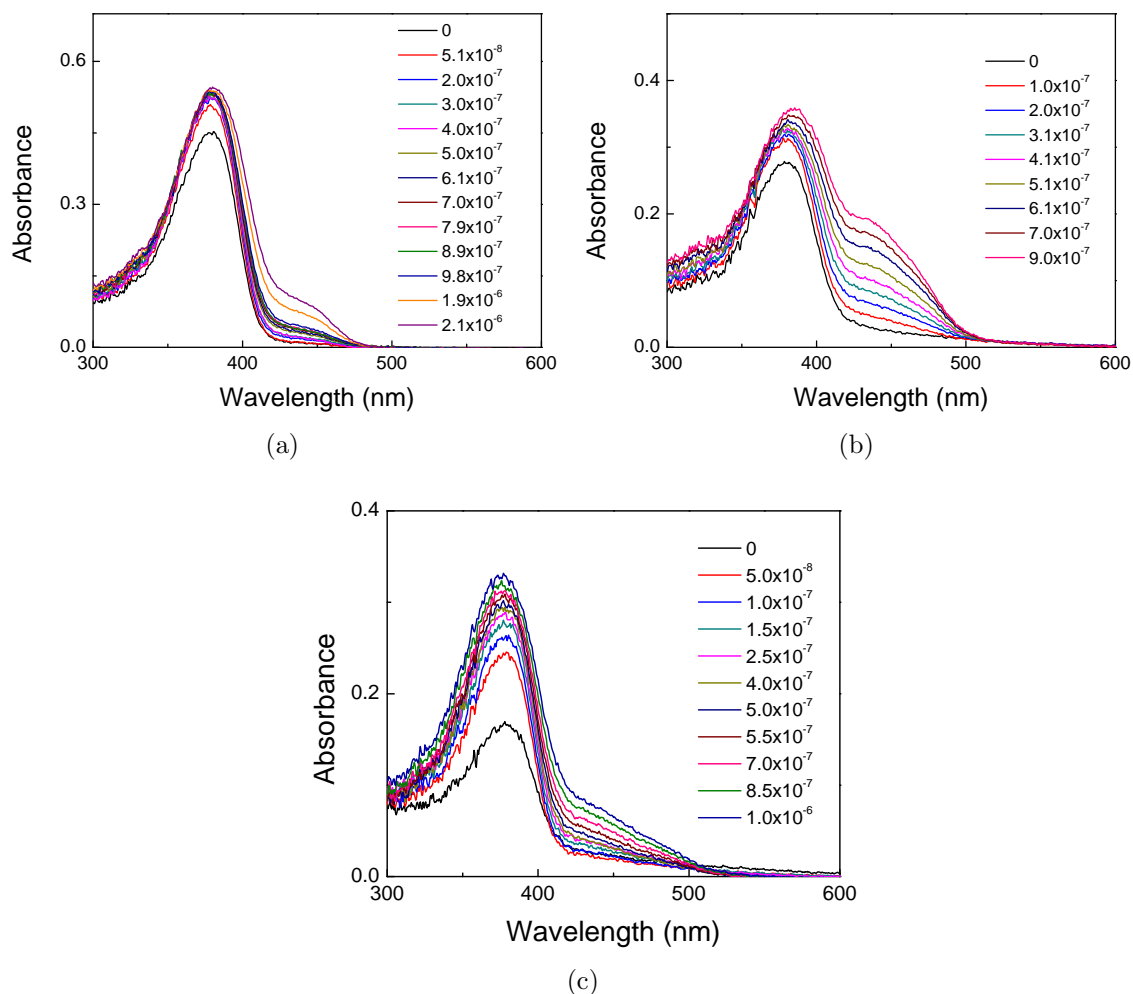 0.6
0.3
0.0
300
400
500
600
Absorbance
Wavelength (nm)
0
5.1x10⁻⁸
2.0x10⁻⁷
3.0x10⁻⁷
4.0x10⁻⁷
5.0x10⁻⁷
6.1x10⁻⁷
7.0x10⁻⁷
7.9x10⁻⁷
8.9x10⁻⁷
9.8x10⁻⁷
1.9x10⁻⁶
2.1x10⁻⁶
(a)
0.4
0.2
0.0
300
400
500
600
Absorbance
Wavelength (nm)
0
1.0x10⁻⁷
2.0x10⁻⁷
3.1x10⁻⁷
4.1x10⁻⁷
5.1x10⁻⁷
6.1x10⁻⁷
7.0x10⁻⁷
9.0x10⁻⁷
(b)
0.4
0.2
0.0
300
400
500
600
Absorbance
Wavelength (nm)
0
5.0x10⁻⁸
1.0x10⁻⁷
1.5x10⁻⁷
2.5x10⁻⁷
4.0x10⁻⁷
5.0x10⁻⁷
5.5x10⁻⁷
7.0x10⁻⁷
8.5x10⁻⁷
1.0x10⁻⁶
(c)